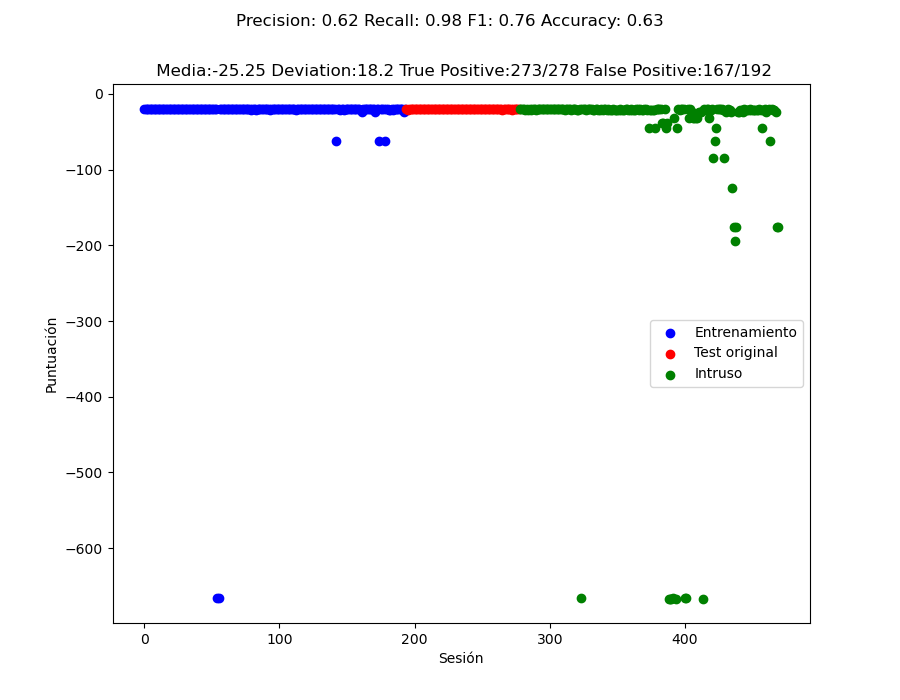 Precision: 0.62 Recall: 0.98 F1: 0.76 Accuracy: 0.63
Media:-25.25 Deviation:18.2 True Positive:273/278 False Positive:167/192
0
−100
−200
−300
−400
−500
−600
Puntuación
Entrenamiento
Test original
Intruso
0
100
200
300
400
Sesión